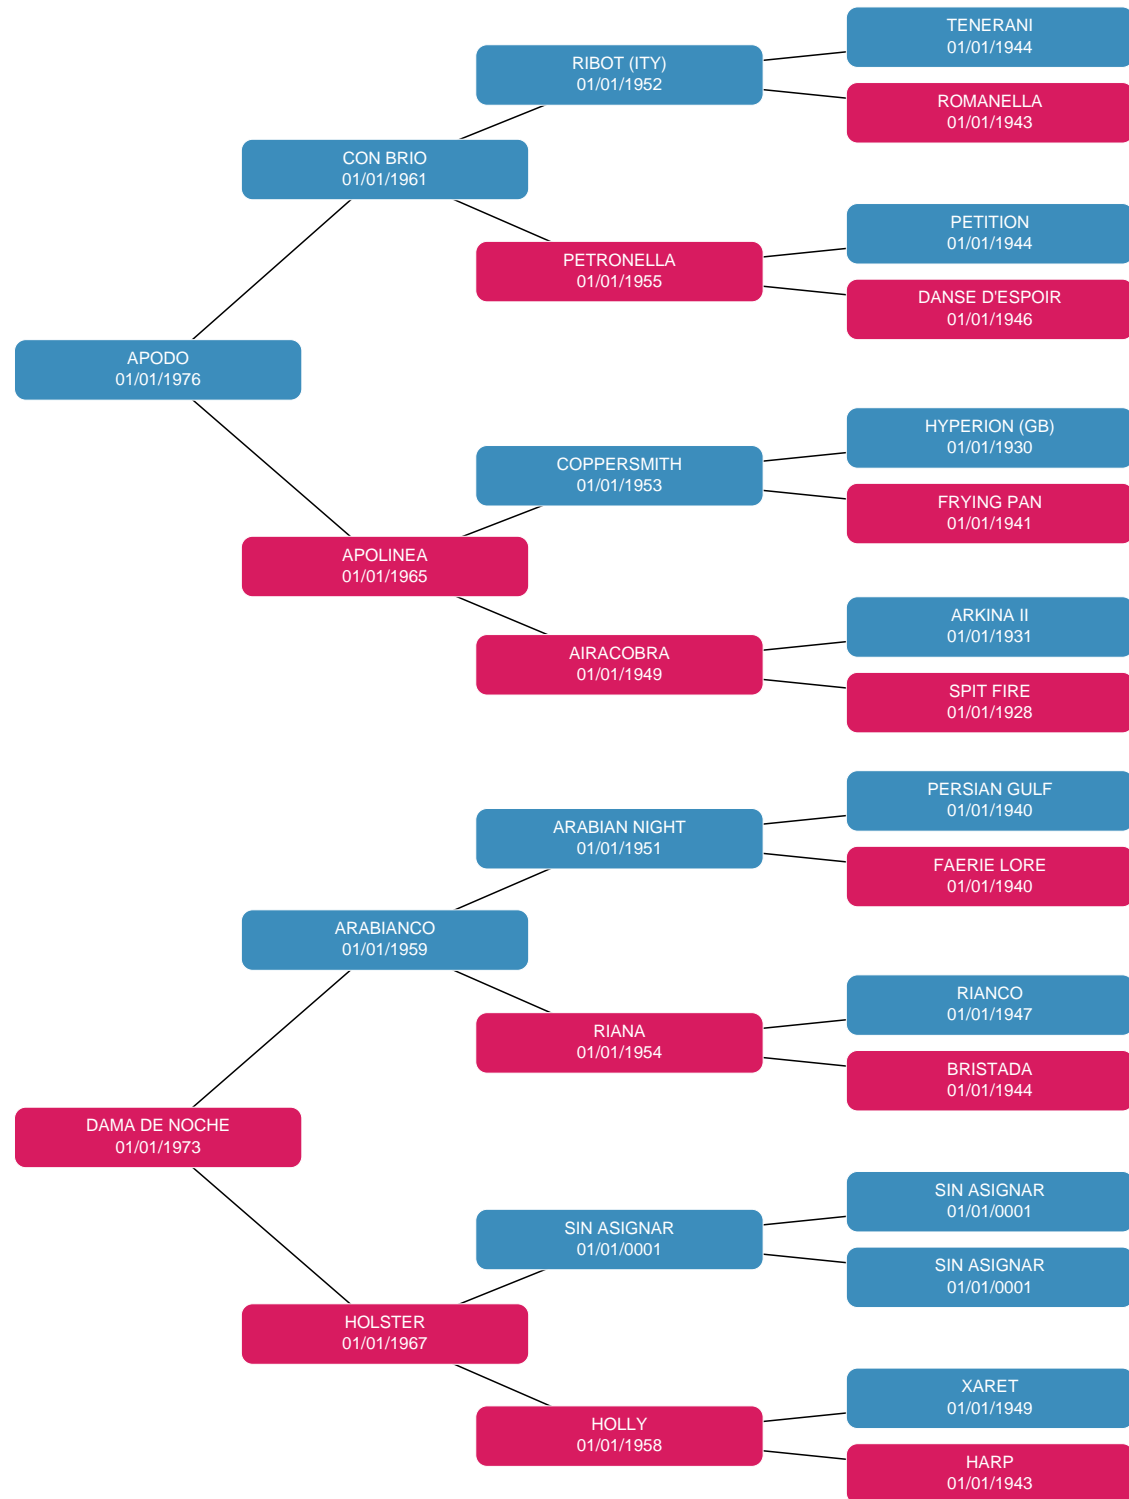 TENERANI
01/01/1944
RIBOT (ITY)
01/01/1952
ROMANELLA
01/01/1943
CON BRIO
01/01/1961
PETITION
01/01/1944
PETRONELLA
01/01/1955
DANSE D'ESPOIR
01/01/1946
APODO
01/01/1976
HYPERION (GB)
01/01/1930
COPPERSMITH
01/01/1953
FRYING PAN
01/01/1941
APOLINEA
01/01/1965
ARKINA II
01/01/1931
AIRACOBRA
01/01/1949
SPIT FIRE
01/01/1928
PERSIAN GULF
01/01/1940
ARABIAN NIGHT
01/01/1951
FAERIE LORE
01/01/1940
ARABIANCO
01/01/1959
RIANCO
01/01/1947
RIANA
01/01/1954
BRISTADA
01/01/1944
DAMA DE NOCHE
01/01/1973
SIN ASIGNAR
01/01/0001
SIN ASIGNAR
01/01/0001
SIN ASIGNAR
01/01/0001
HOLSTER
01/01/1967
XARET
01/01/1949
HOLLY
01/01/1958
HARP
01/01/1943